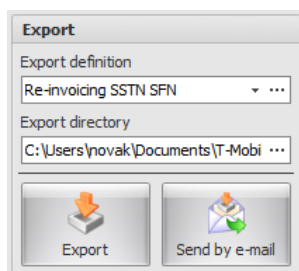 Export
Export definition
Re-invoicing SSTN SFN
Export directory
C:\Users\novak\Documents\T-Mobi
Export
Send by e-mail